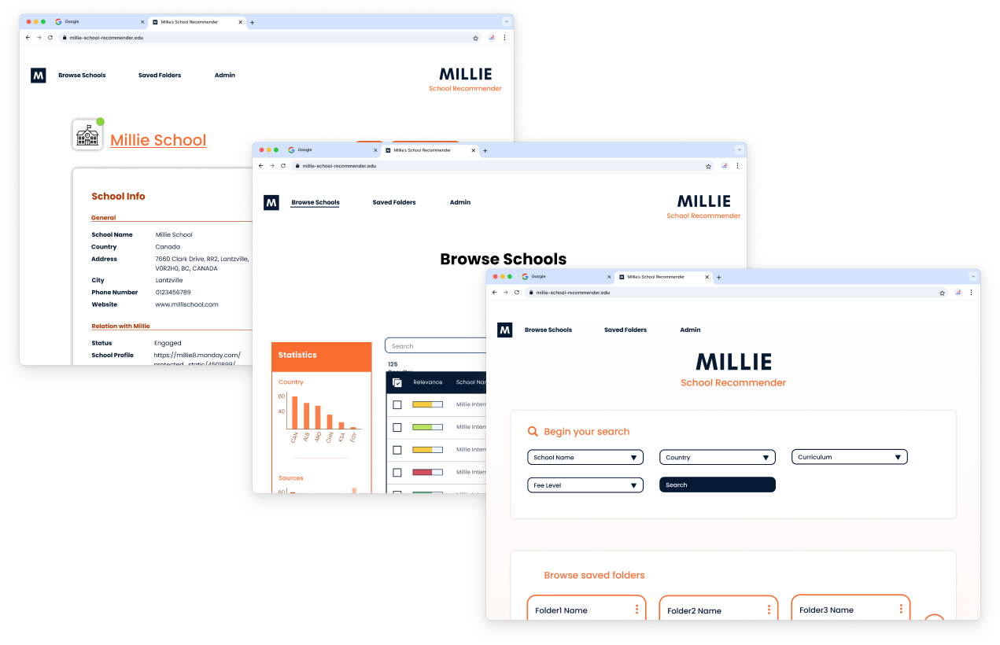 Google
Millie's School Recommender
millie-school-recommender.edu
M
Browse Schools
Saved Folders
Admin
MILLIE
School Recommender
Millie School
School Info
General
School Name Millie School
Country Canada
Address 7660 Clark Drive, RR2, Lantzville,
V0R2H0, BC, CANADA
City Lantzville
Phone Number 0123456789
Website www.millischool.com
Relation with Millie
Status Engaged
School Profile https://millie8.monday.com/
protected_static/4501899/
Google
Millie's School Recommender
millie-school-recommender.edu
M
Browse Schools
Saved Folders
Admin
MILLIE
School Recommender
Browse Schools
Statistics
Country
80
40
CAN
ALB
ARG
CHN
KSA
EGY
Sources
60
Search
125
Results
Relevance School Nam
Millie Intern
Millie Intern
Millie Intern
Millie Intern
Google
Millie's School Recommender
millie-school-recommender.edu
M
Browse Schools
Saved Folders
Admin
MILLIE
School Recommender
Begin your search
School Name
Country
Curriculum
Fee Level
Search
Browse saved folders
Folder1 Name
Folder2 Name
Folder3 Name